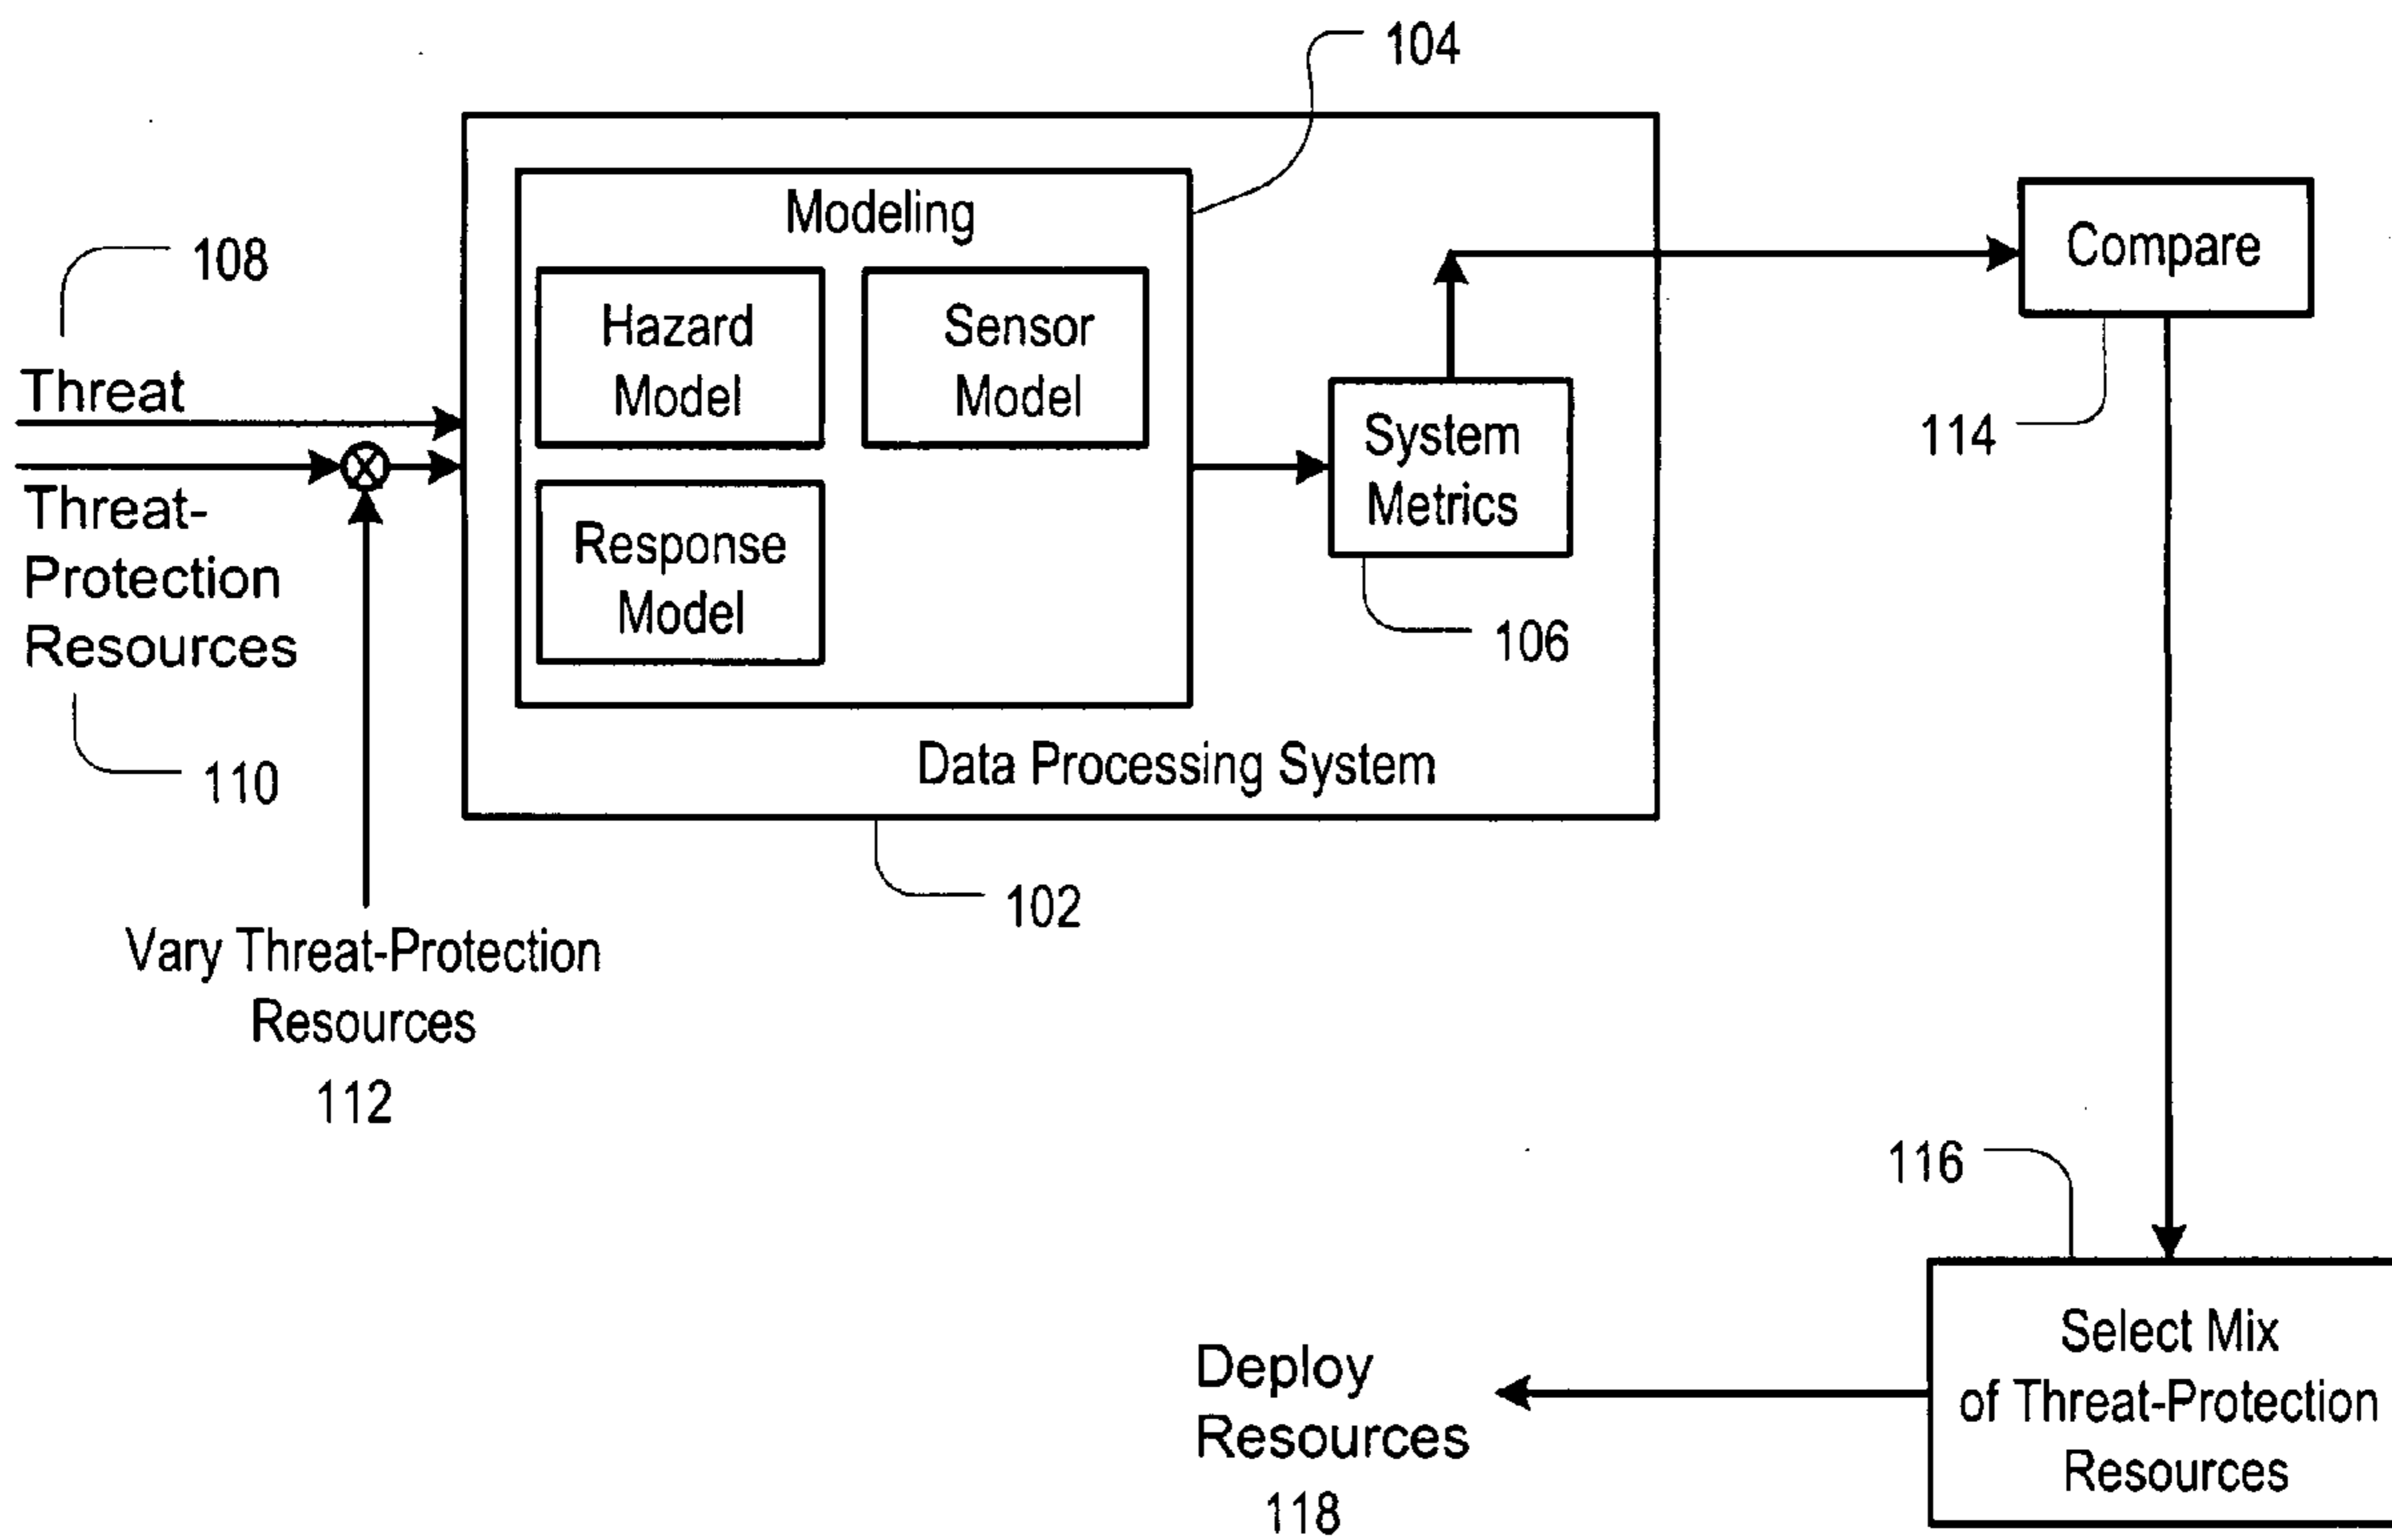 104
Modeling
108
Compare
Hazard
Model
Sensor
Model
Threat
114
System
Metrics
Threat-
Protection
Resources
Response
Model
106
110
Data Processing System
102
Vary Threat-Protection
Resources
112
116
Select Mix
of Threat-Protection
Resources
Deploy
Resources
118